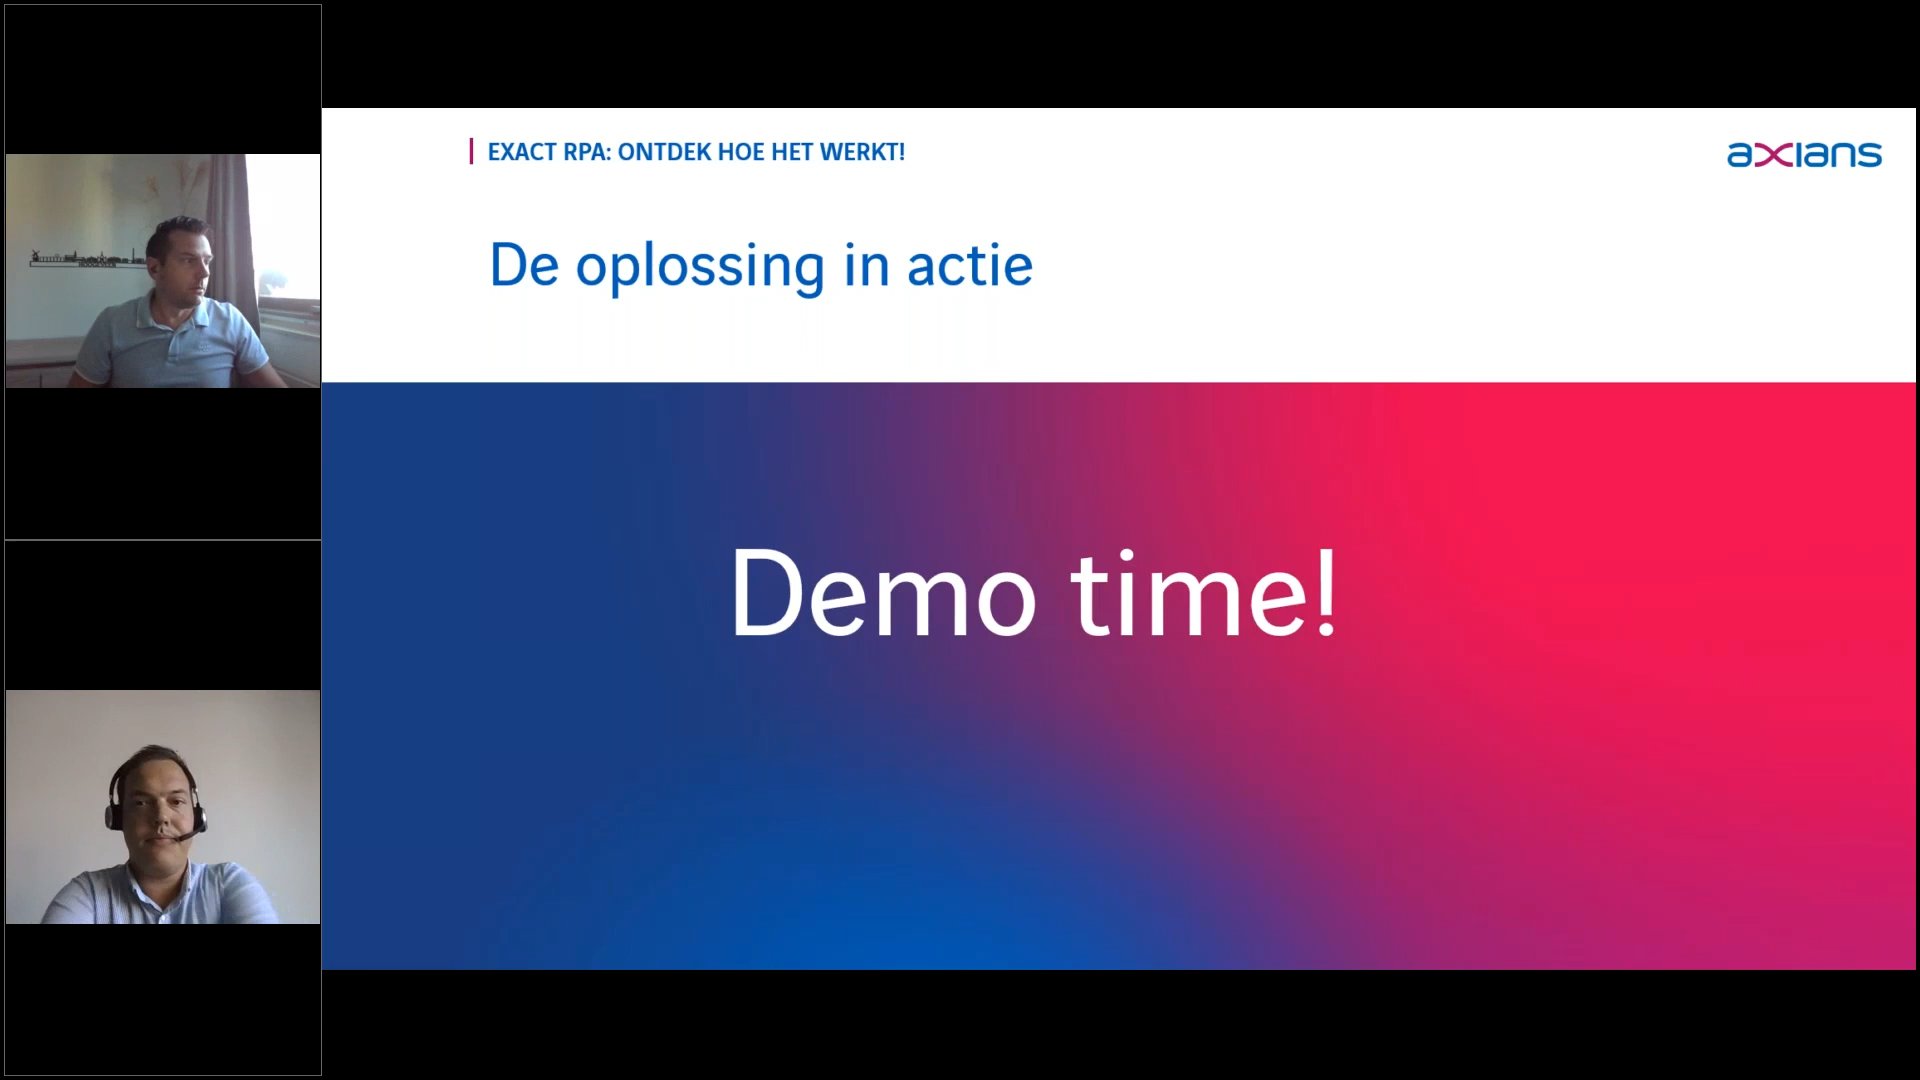 EXACT RPA: ONTDEK HOE HET WERKT!
axians
De oplossing in actie
Demo time!